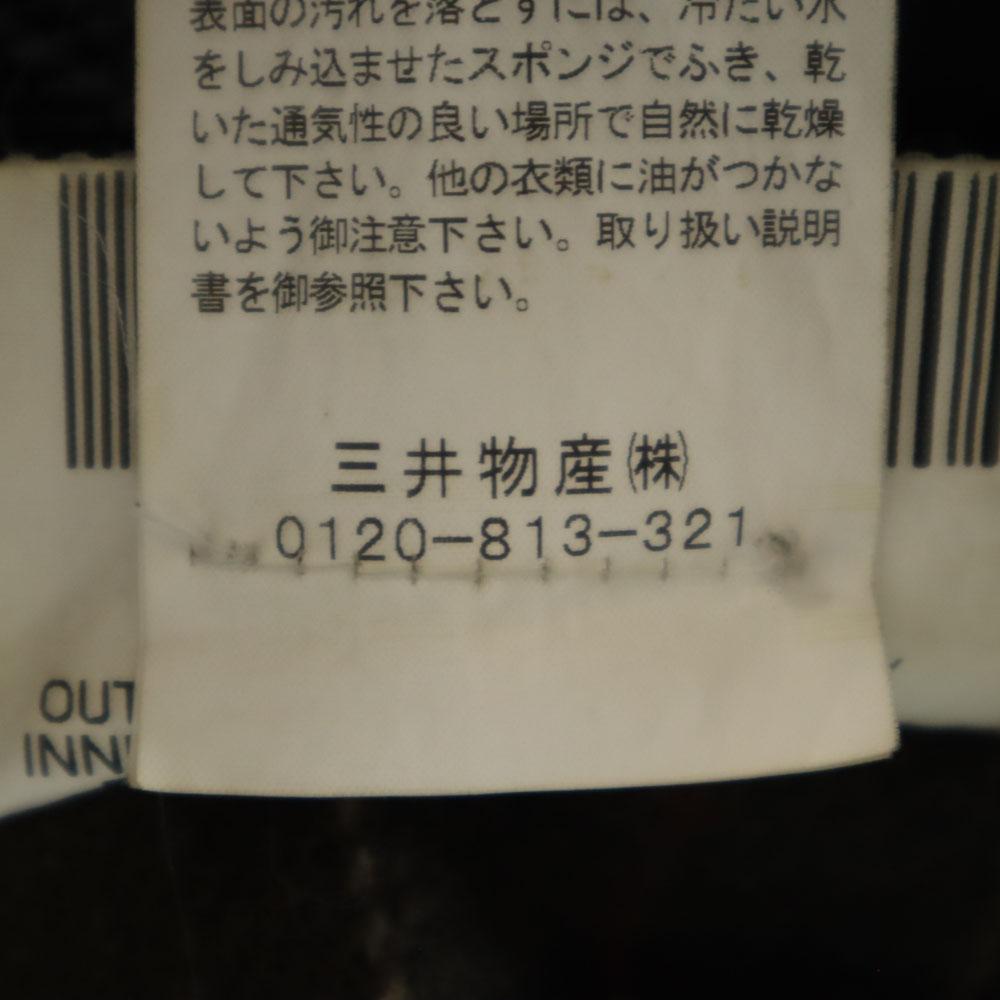 表面の汚れを落とすには、冷たい水
をしみ込ませたスポンジでふき、乾
いた通気性の良い場所で自然に乾燥
して下さい。他の衣類に油がつかな
いよう御注意下さい。取り扱い説明
書を御参照下さい。
三井物産㈱
0120-813-321
OUT
INN